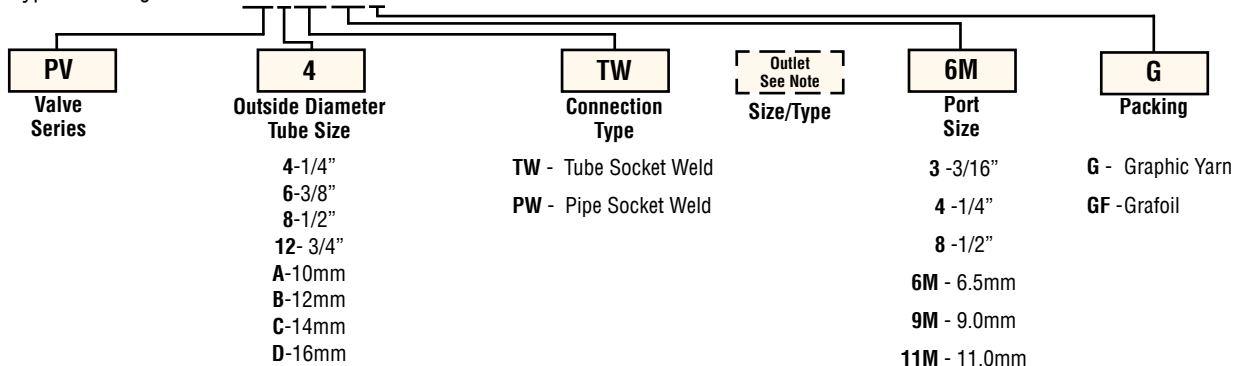 PV
Valve
Series
4
Outside Diameter
Tube Size
4-1/4”
6-3/8”
8-1/2”
12- 3/4”
A-10mm
B-12mm
C-14mm
D-16mm
TW
Connection
Type
TW - Tube Socket Weld
PW - Pipe Socket Weld
Outlet
See Note
Size/Type
6M
Port
Size
3 -3/16”
4 -1/4”
8 -1/2”
6M - 6.5mm
9M - 9.0mm
11M - 11.0mm
G
Packing
G - Graphic Yarn
GF -Grafoil